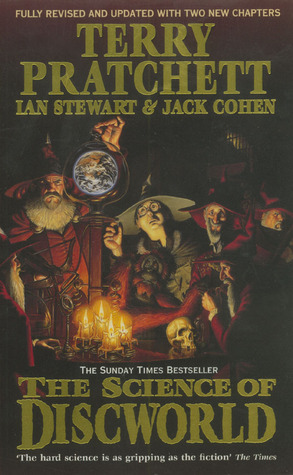 FULLY REVISED AND UPDATED WITH TWO NEW CHAPTERS
TERRY
PRATCHETT
IAN STEWART & JACK COHEN
THE SUNDAY TIMES BESTSELLER
THE SCIENCE OF
DISCWORLD
'The hard science is as gripping as the fiction' The Times